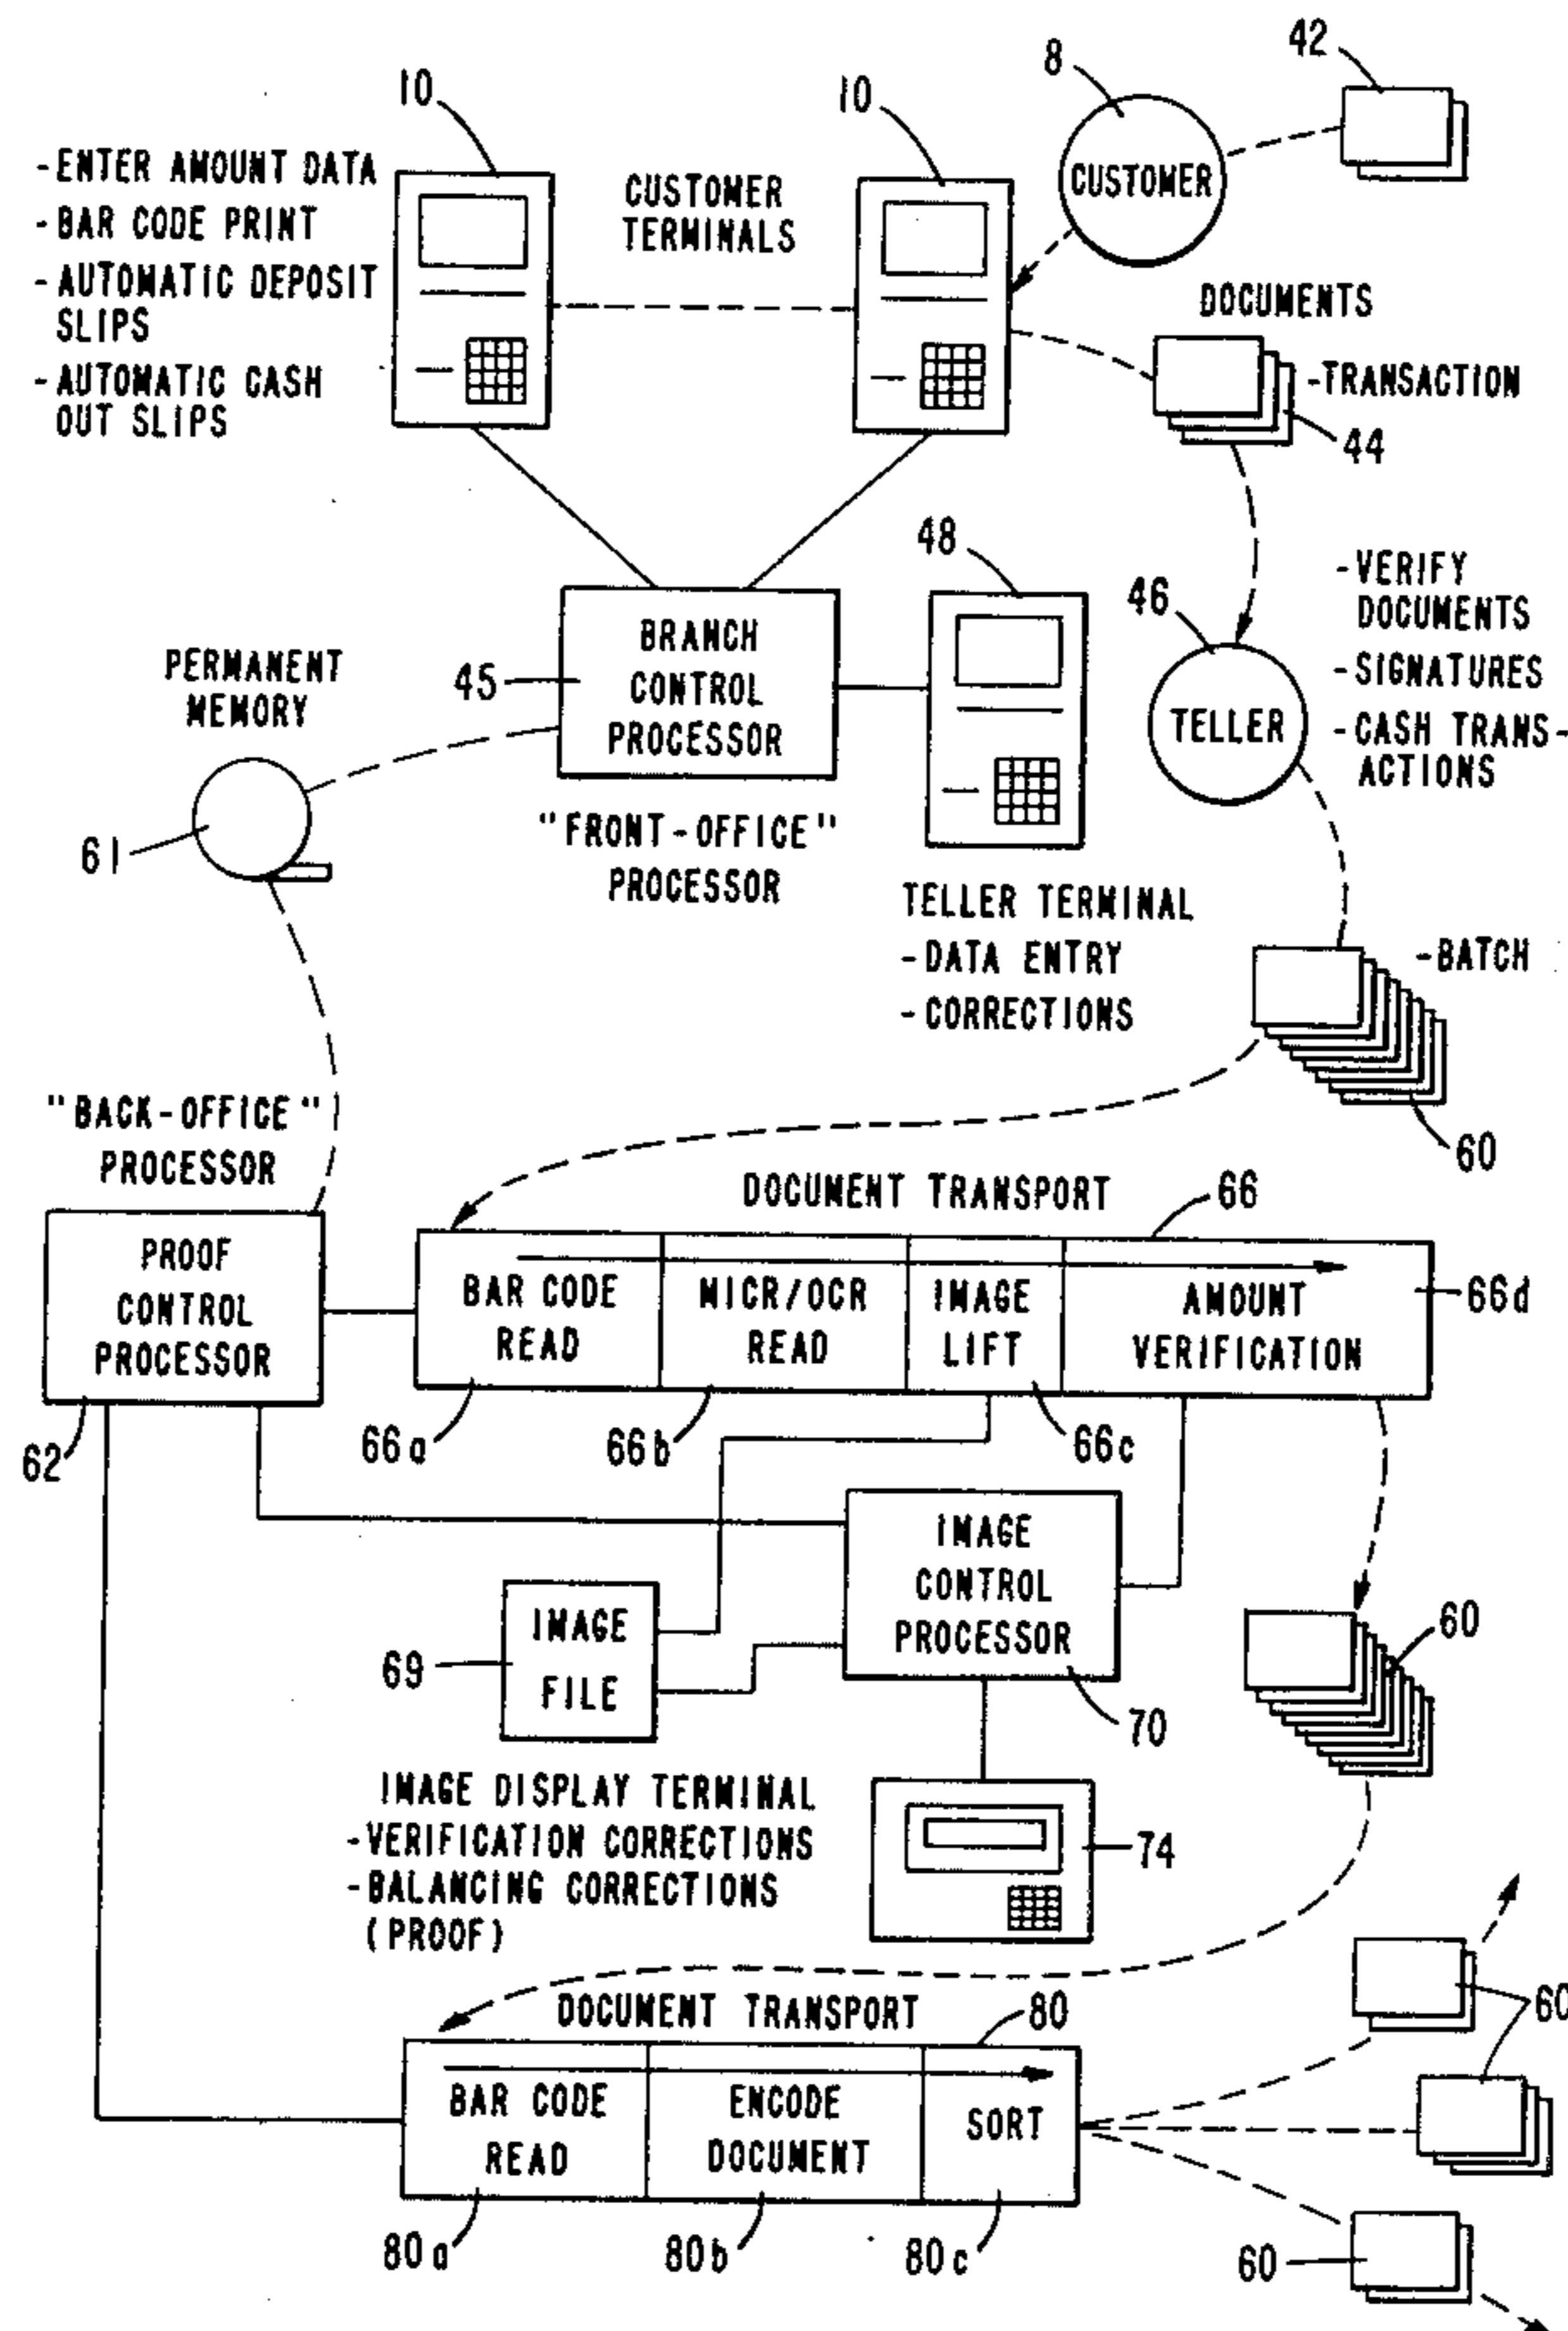 42
8
10
10
-ENTER AMOUNT DATA
-BAR CODE PRINT
-AUTOMATIC DEPOSIT
SLIPS
-AUTOMATIC CASH
OUT SLIPS
CUSTOMER
TERMINALS
CUSTOMER
DOCUMENTS
-TRANSACTION
44
48
46
-VERIFY
DOCUMENTS
-SIGNATURES
-CASH TRANS-
ACTIONS
TELLER
BRANCH
CONTROL
PROCESSOR
45
PERMANENT
MEMORY
61
"FRONT-OFFICE"
PROCESSOR
TELLER TERMINAL
-DATA ENTRY
-CORRECTIONS
-BATCH
60
"BACK-OFFICE"
PROCESSOR
DOCUMENT TRANSPORT
66
PROOF
CONTROL
PROCESSOR
BAR CODE
READ
MICR/OCR
READ
IMAGE
LIFT
AMOUNT
VERIFICATION
66d
62
66a
66b
66c
IMAGE
CONTROL
PROCESSOR
IMAGE
FILE
69
70
60
IMAGE DISPLAY TERMINAL
-VERIFICATION CORRECTIONS
-BALANCING CORRECTIONS
(PROOF)
74
DOCUMENT TRANSPORT
80
60
BAR CODE
READ
ENCODE
DOCUMENT
SORT
80a
80b
80c
60